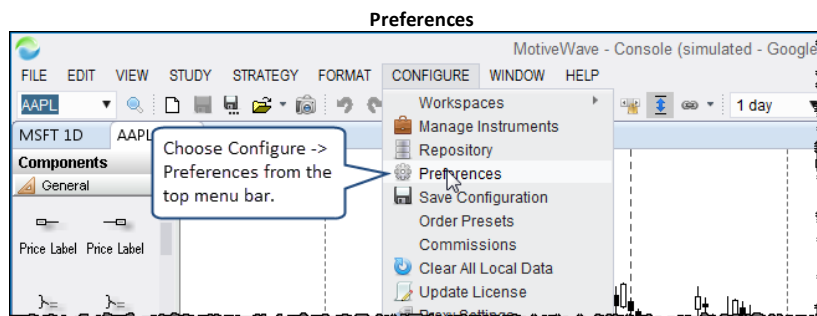 Preferences
MotiveWave - Console (simulated - Google
FILE EDIT VIEW STUDY STRATEGY FORMAT CONFIGURE WINDOW HELP
AAPL
1 day
MSFT 1D AAPL
Components
General
Price Label Price Label
Choose Configure ->
Preferences from the
top menu bar.
Workspaces
Manage Instruments
Repository
Preferences
Save Configuration
Order Presets
Commissions
Clear All Local Data
Update License